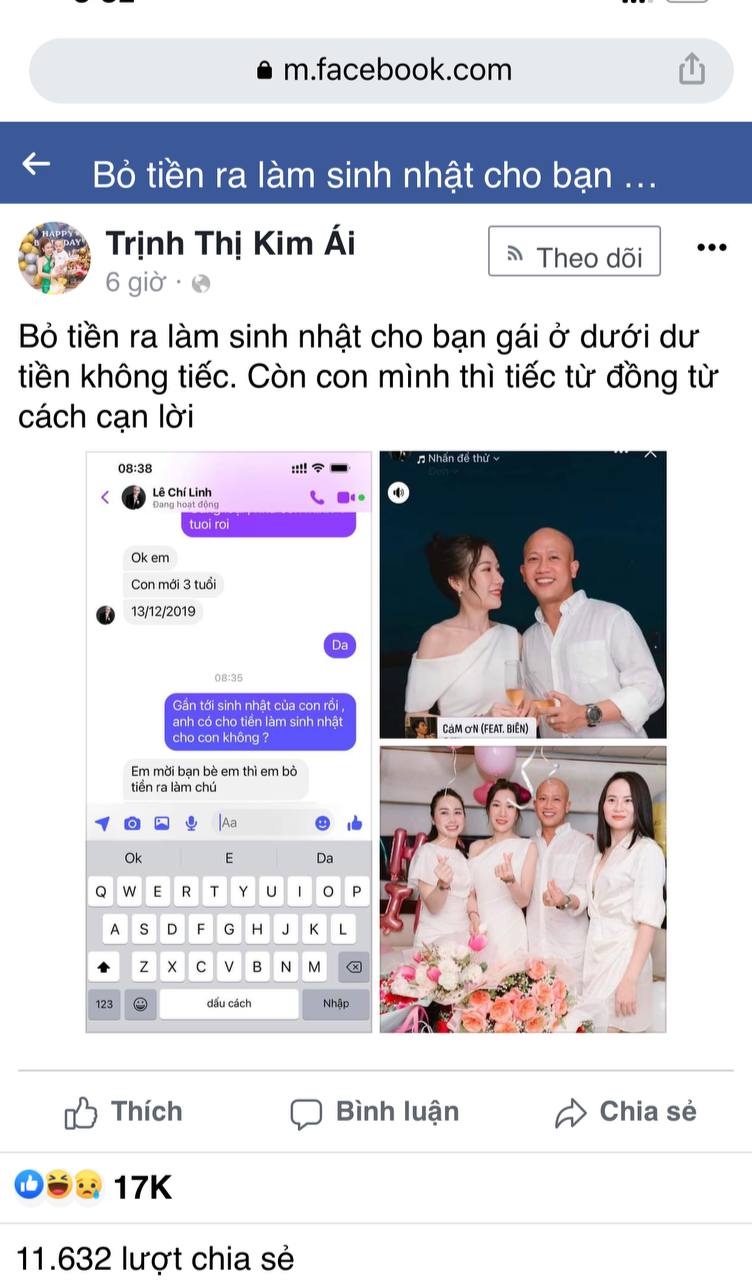 m.facebook.com
Bỏ tiền ra làm sinh nhật cho bạn ...
Trịnh Thị Kim Ái
6 giờ ·
Theo dõi
Bỏ tiền ra làm sinh nhật cho bạn gái ở dưới dư
tiền không tiếc. Còn con mình thì tiếc từ đồng từ
cách cạn lời
08:38
Lê Chí Linh
Đang hoạt động
tuoi roi
Ok em
Con mới 3 tuổi
13/12/2019
Da
08:35
Gần tới sinh nhật của con rồi ,
anh có cho tiền làm sinh nhật
cho con không ?
Em mời bạn bè em thì em bỏ
tiền ra làm chú
Aa
Ok E Da
Q W E R T Y U I O P
A S D F G H J K L
Z X C V B N M
123 dấu cách Nhập
Nhấn để thử
CảM ơN (FEAT. BIÊN)
Thích Bình luận Chia sẻ
17K
11.632 lượt chia sẻ